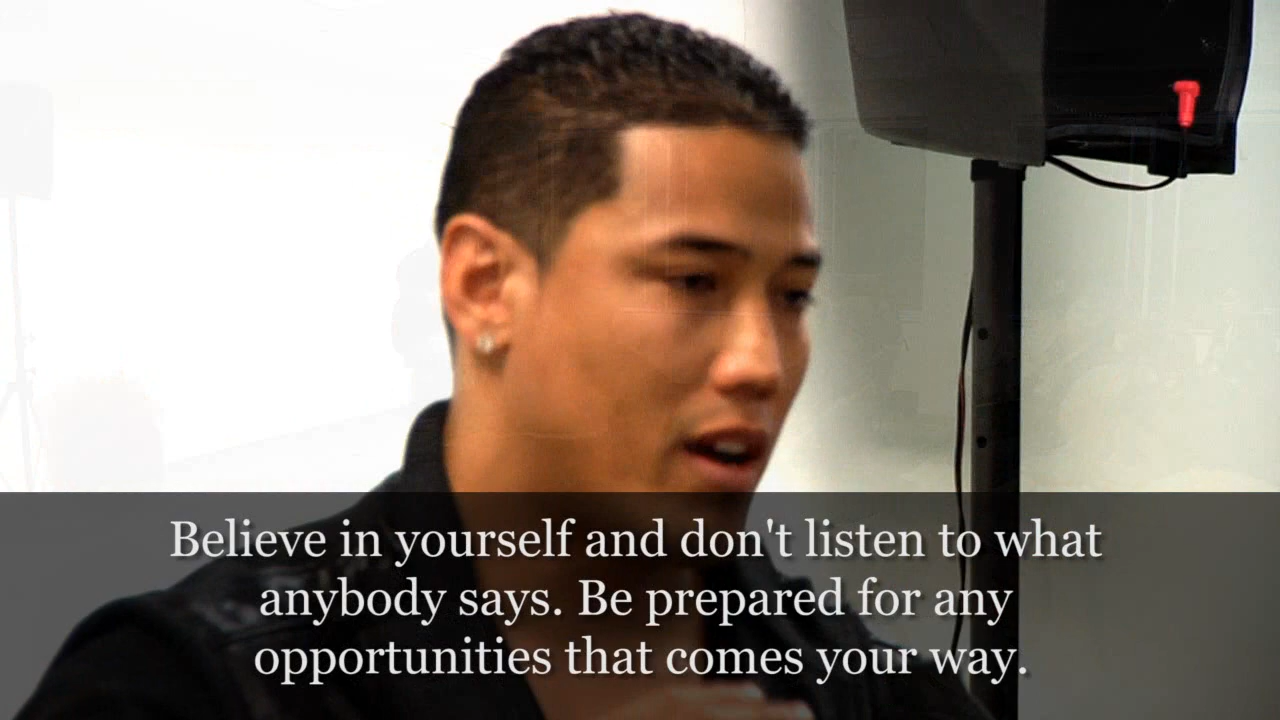 Believe in yourself and don't listen to what
anybody says. Be prepared for any
opportunities that comes your way.